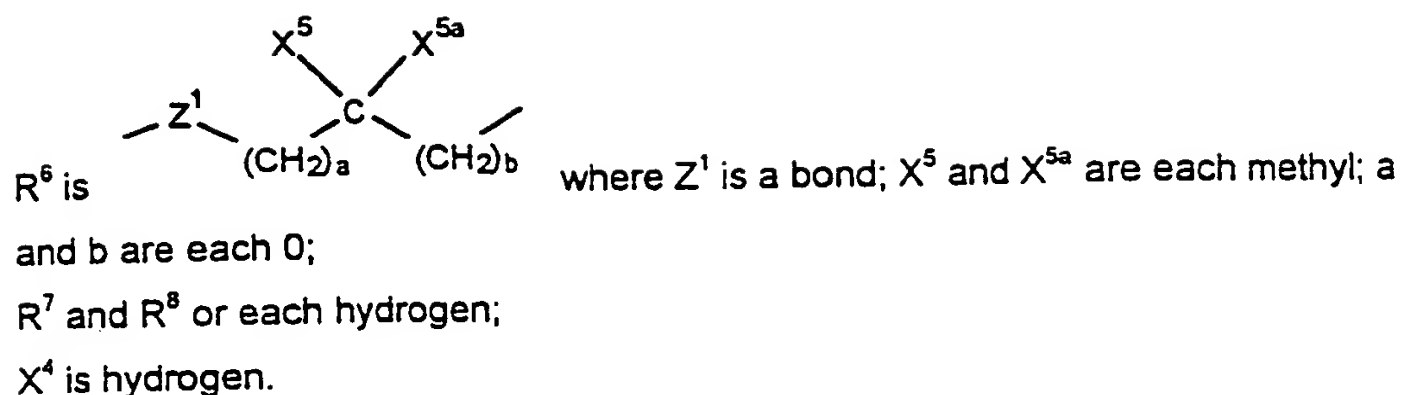 X⁵ X⁵ᵃ
Z¹ C
(CH₂)ₐ (CH₂)b
R⁶ is where Z¹ is a bond; X⁵ and X⁵ᵃ are each methyl; a
and b are each 0;
R⁷ and R⁸ or each hydrogen;
X⁴ is hydrogen.